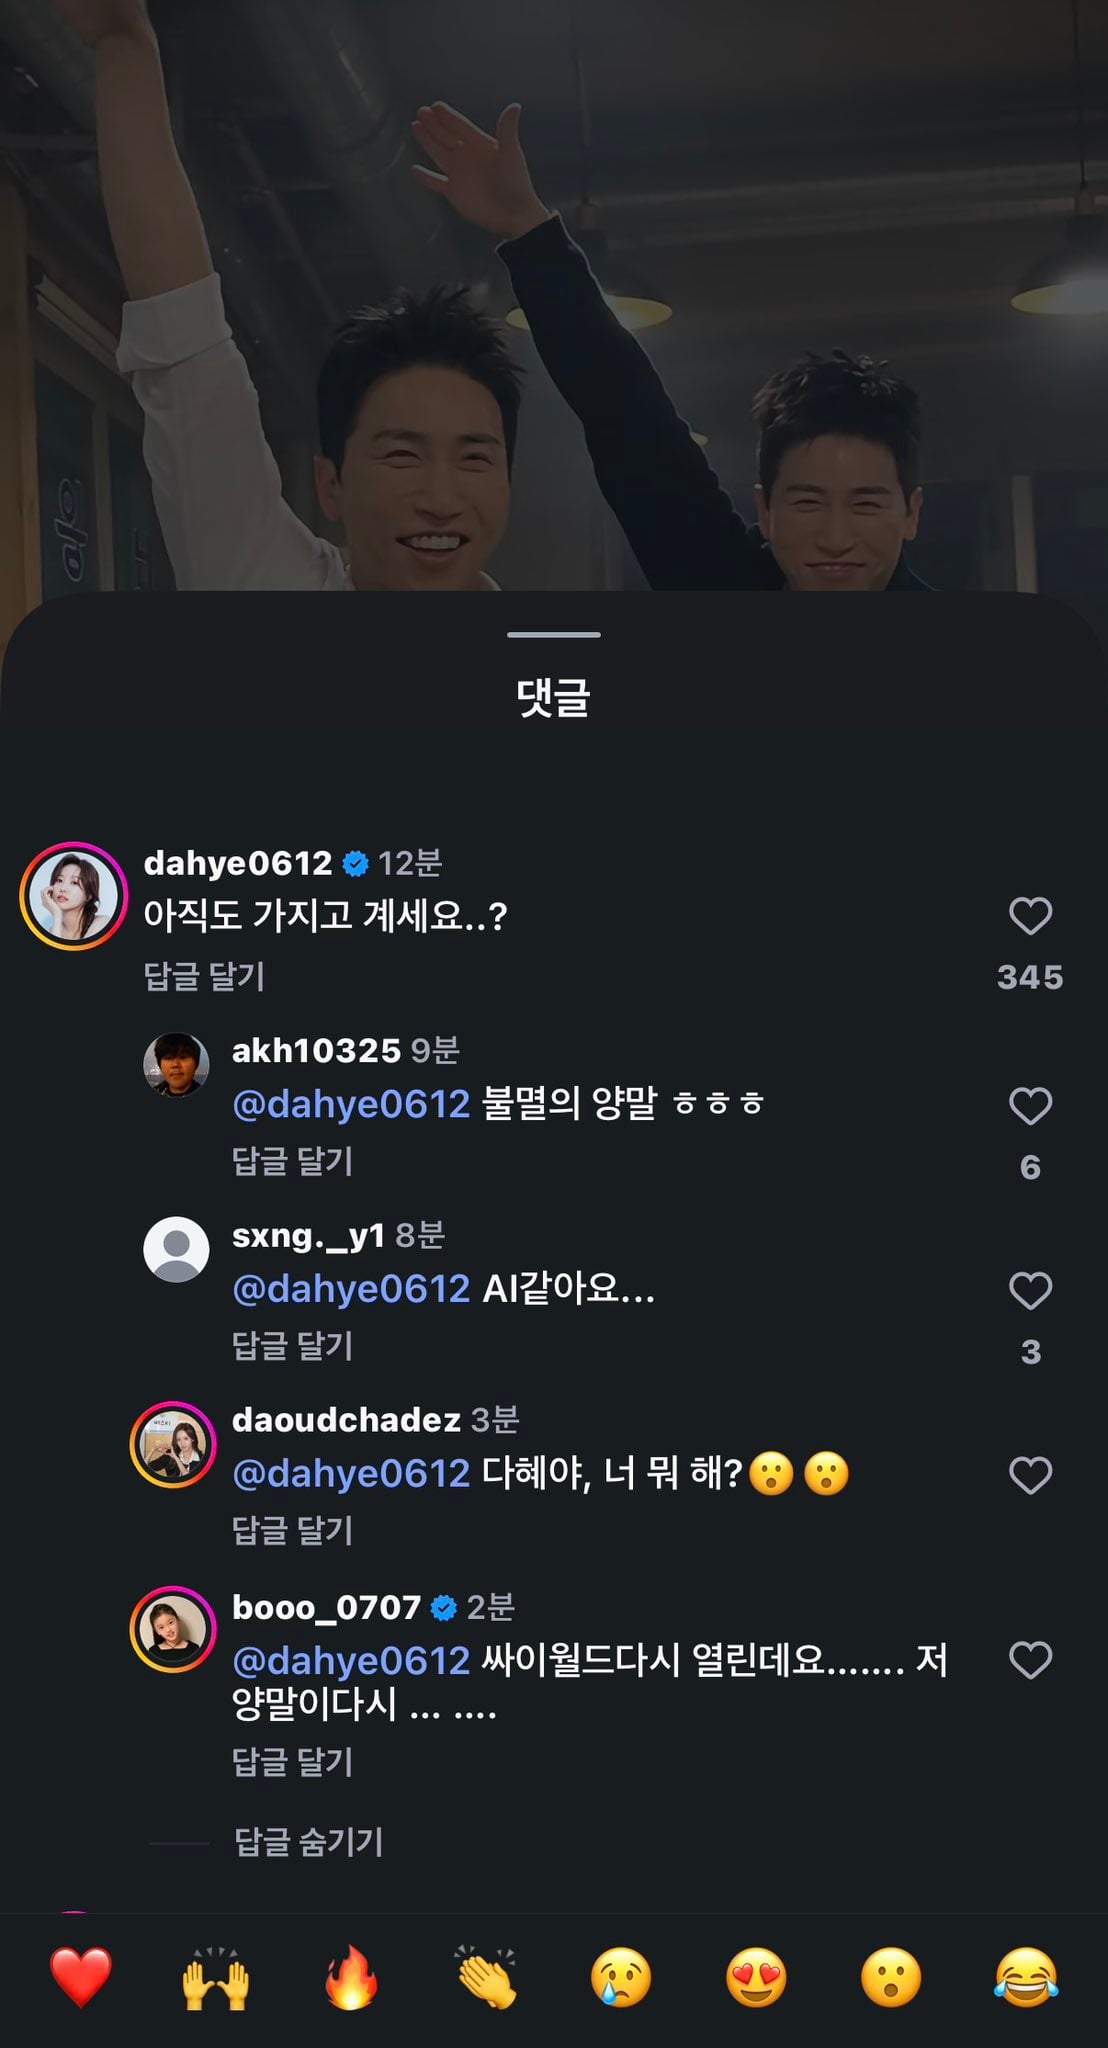 댓글
dahye0612 12분
아직도 가지고 계세요..?
답글 달기
345
akh10325 9분
@dahye0612 불멸의 양말 ㅎㅎㅎ
답글 달기
6
sxng._y1 8분
@dahye0612 AI같아요...
답글 달기
3
daoudchadez 3분
@dahye0612 다혜야, 너 뭐 해?😮😮
답글 달기
booo_0707 2분
@dahye0612 싸이월드다시 열린데요....... 저
양말이다시 ... ....
답글 달기
답글 숨기기